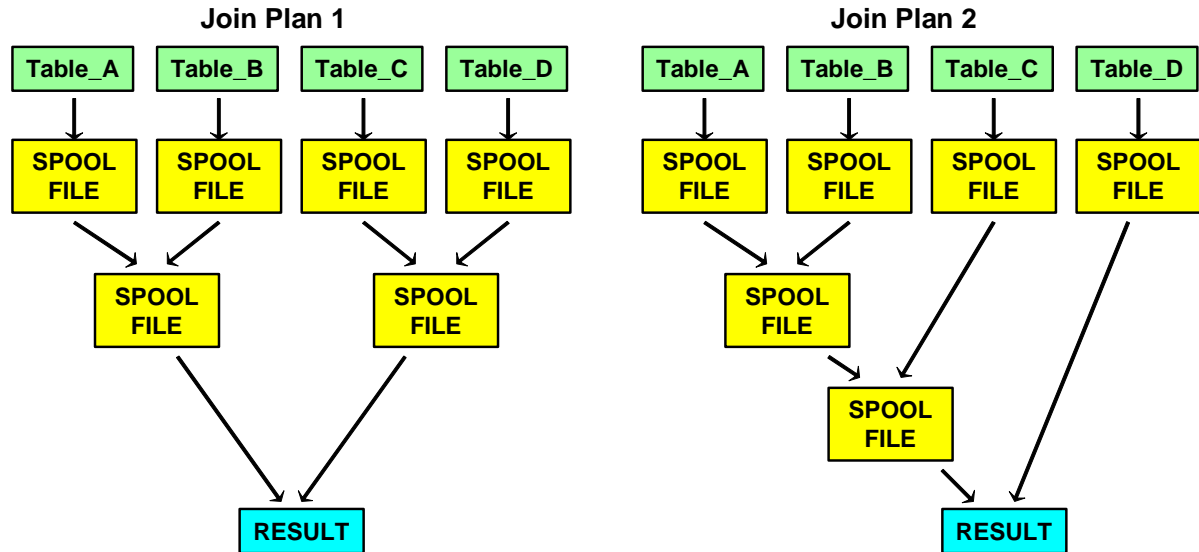 Join Plan 1
Table_A
Table_B
Table_C
Table_D
SPOOL
FILE
SPOOL
FILE
SPOOL
FILE
SPOOL
FILE
SPOOL
FILE
SPOOL
FILE
RESULT
Join Plan 2
Table_A
Table_B
Table_C
Table_D
SPOOL
FILE
SPOOL
FILE
SPOOL
FILE
SPOOL
FILE
SPOOL
FILE
SPOOL
FILE
RESULT